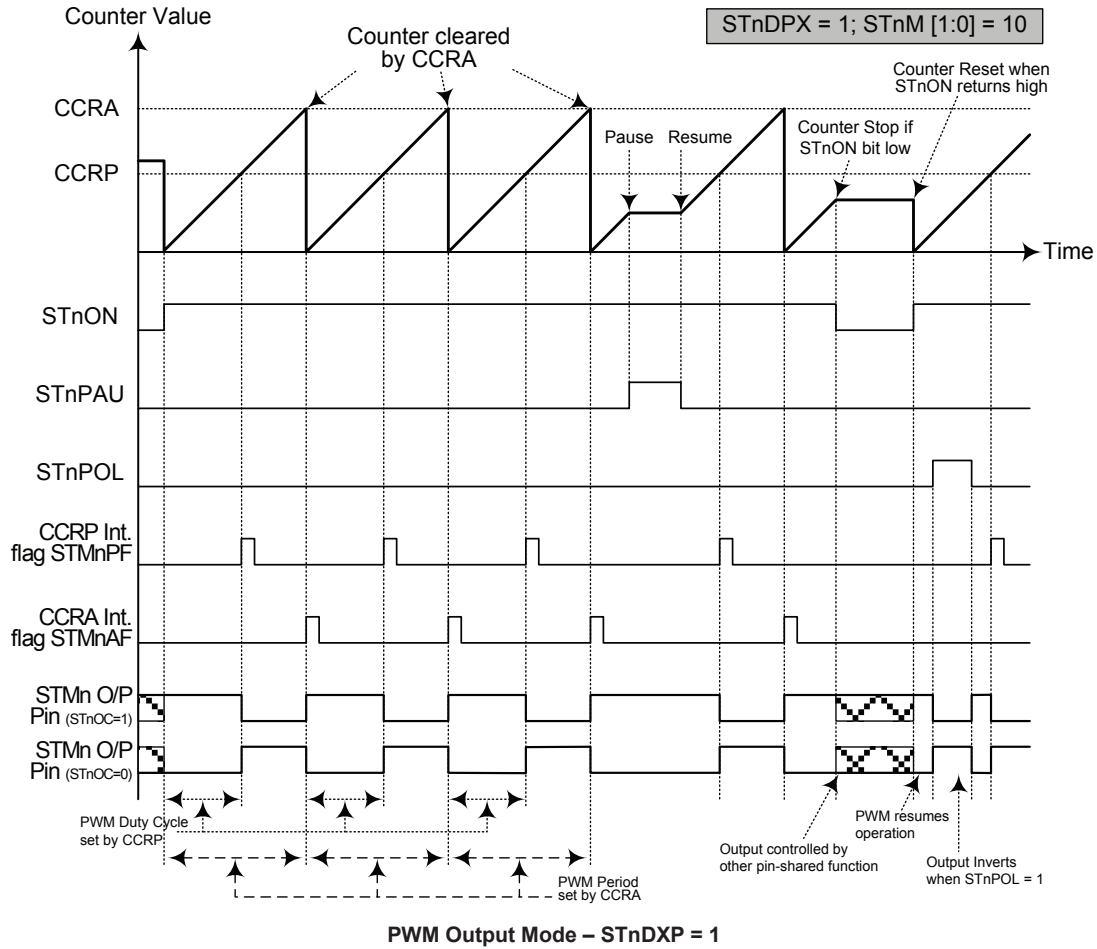 Counter Value
STnDPX = 1; STnM [1:0] = 10
Counter cleared
by CCRA
Counter Reset when
STnON returns high
CCRA
Counter Stop if
STnON bit low
Pause
Resume
CCRP
Time
STnON
STnPAU
STnPOL
CCRP Int.
flag STMnPF
CCRA Int.
flag STMnAF
STMn O/P
Pin (STnOC=1)
STMn O/P
Pin (STnOC=0)
PWM Duty Cycle
set by CCRP
PWM resumes
operation
Output controlled by
other pin-shared function
Output Inverts
when STnPOL = 1
PWM Period
set by CCRA
PWM Output Mode – STnDXP = 1